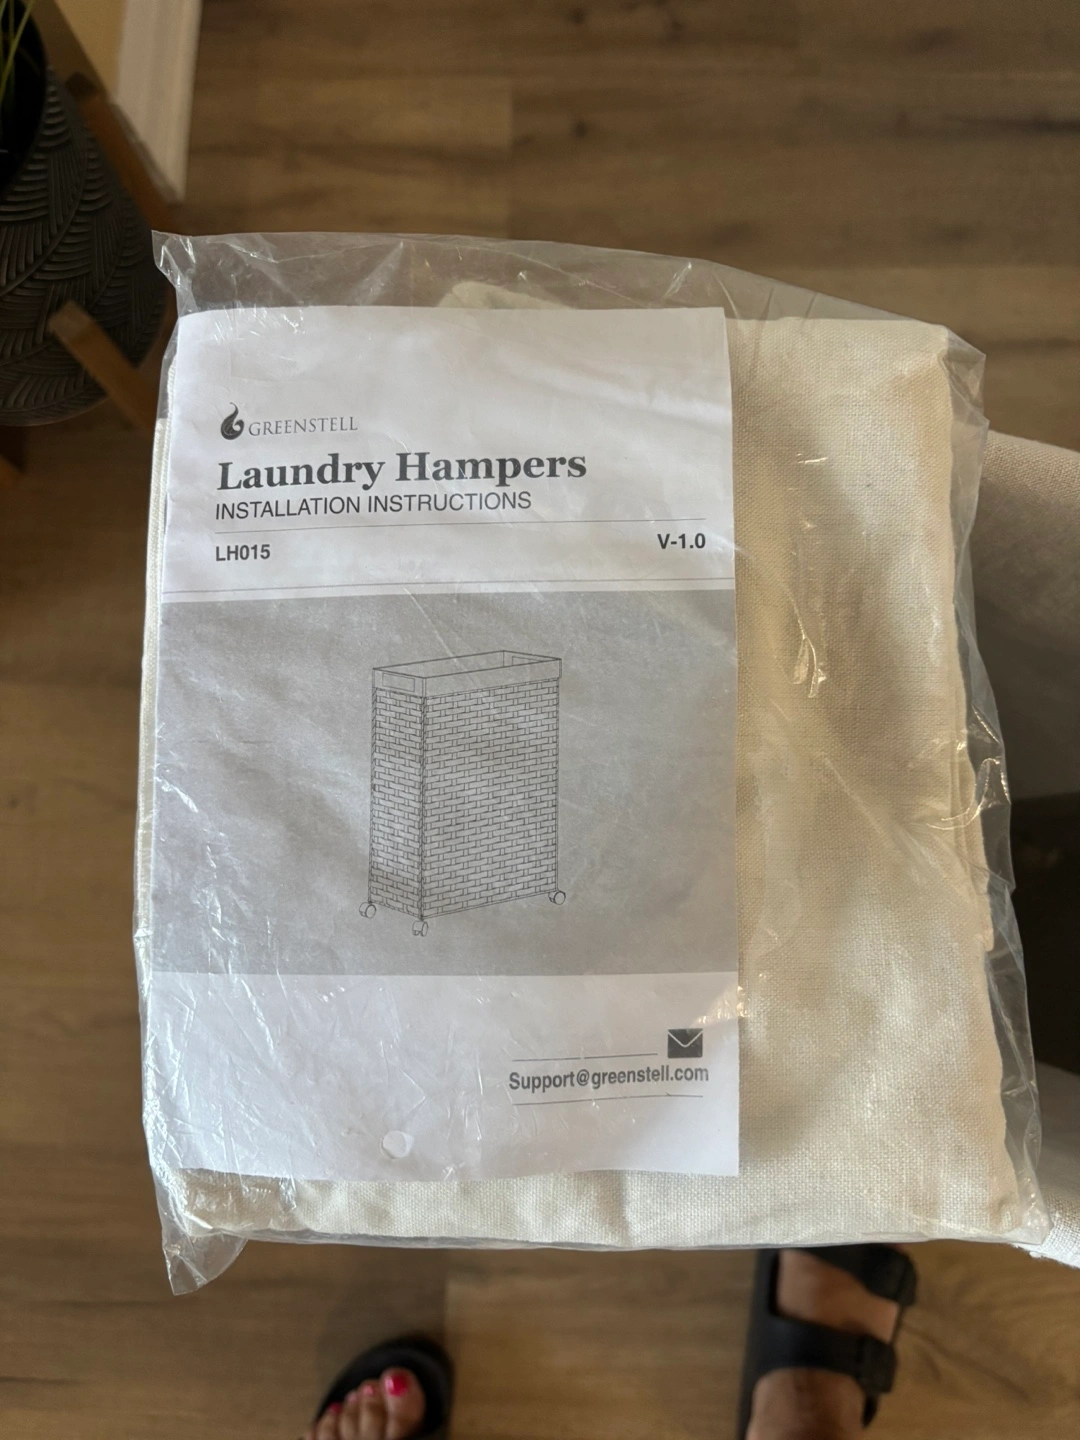 GREENSTELL
Laundry Hampers
INSTALLATION INSTRUCTIONS
LH015
V-1.0
Support@greenstell.com